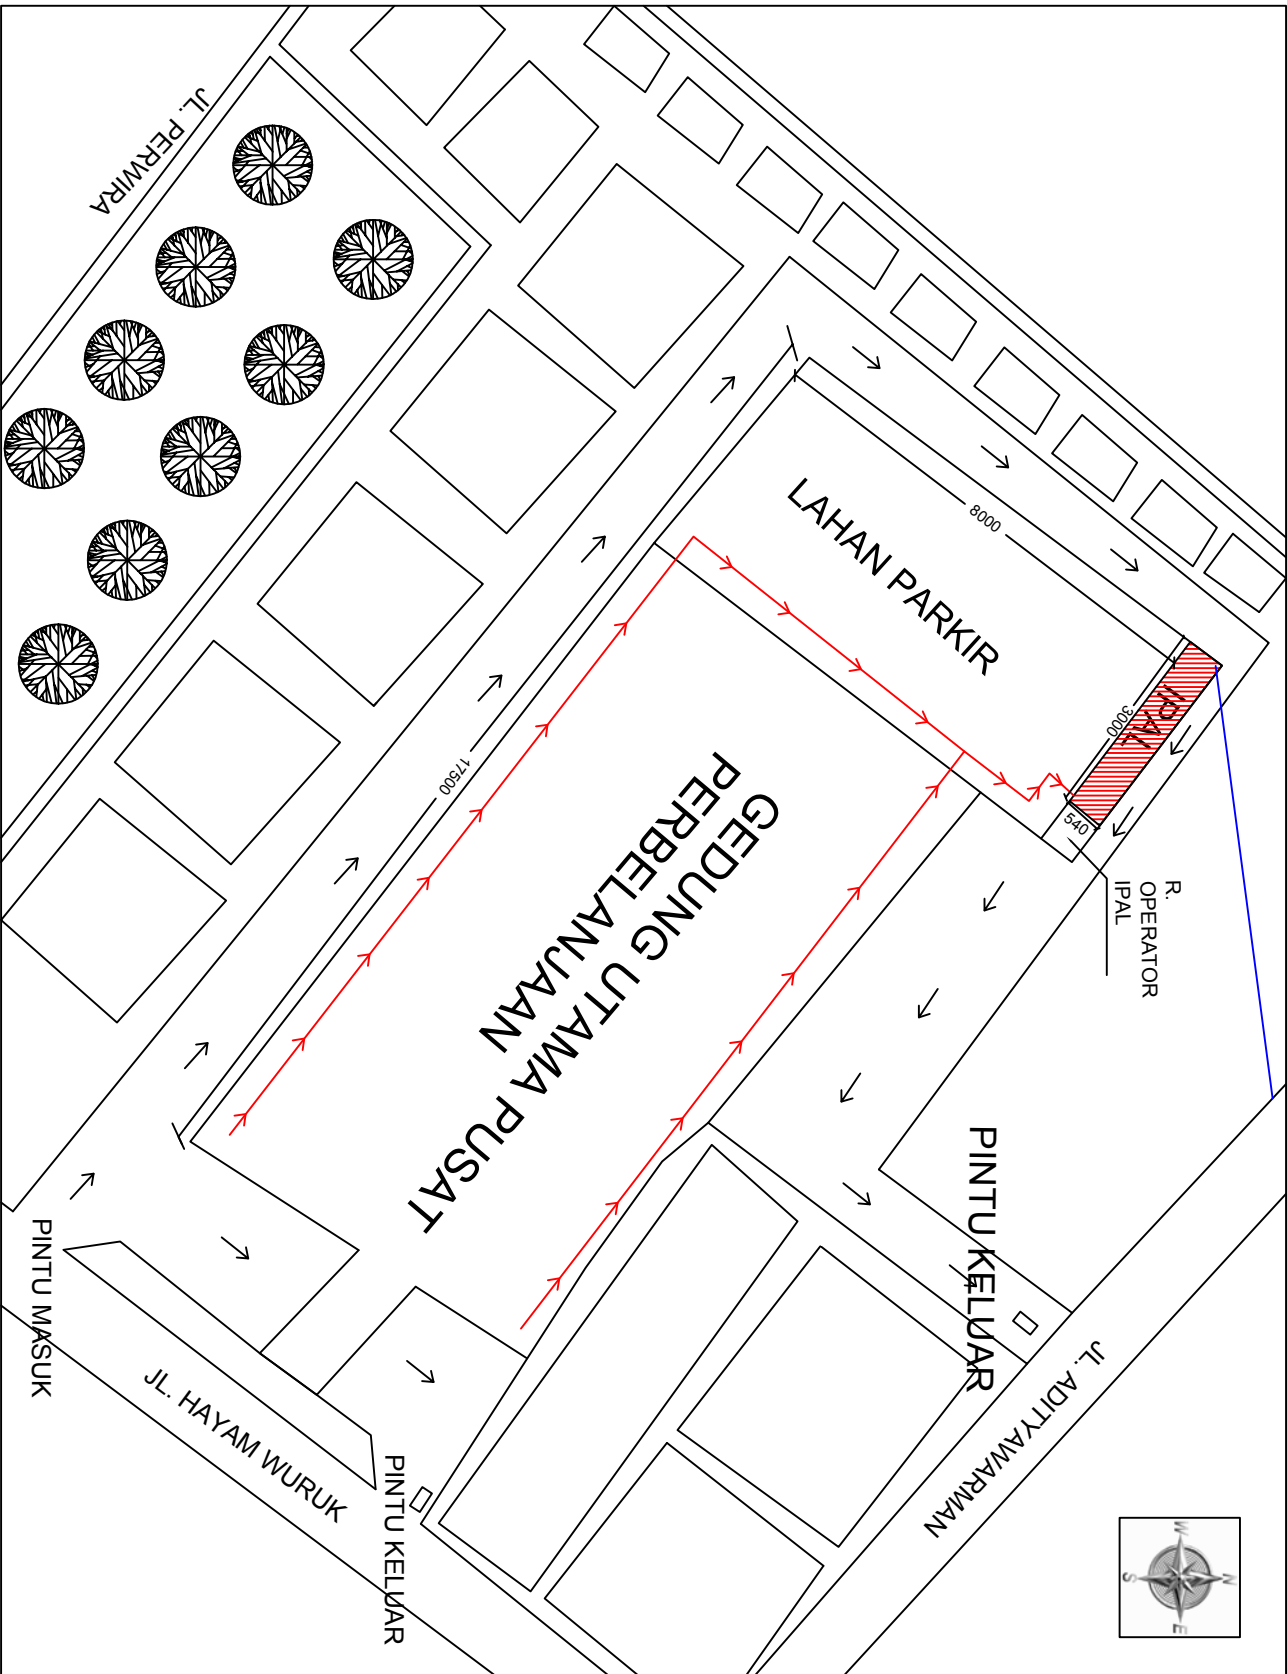 JL. PERWIRA
8000
LAHAN PARKIR
IPAL
3000
540
R.
OPERATOR
IPAL
17500
GEDUNG UTAMA PUSAT
PERBELANJAAN
PINTU KELUAR
JL. ADITYAWARMAN
PINTU MASUK
JL. HAYAM WURUK
PINTU KELUAR
N
W
E
S